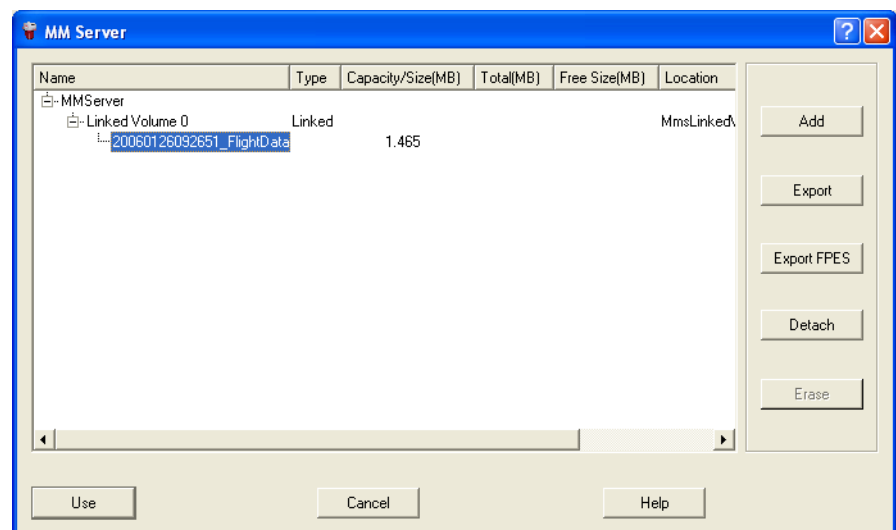 MM Server
Name Type Capacity/Size(MB) Total(MB) Free Size(MB) Location
MMServer
Linked Volume 0 Linked MmsLinked\
20060126092651_FlightData 1.465
Add
Export
Export FPES
Detach
Erase
Use Cancel Help